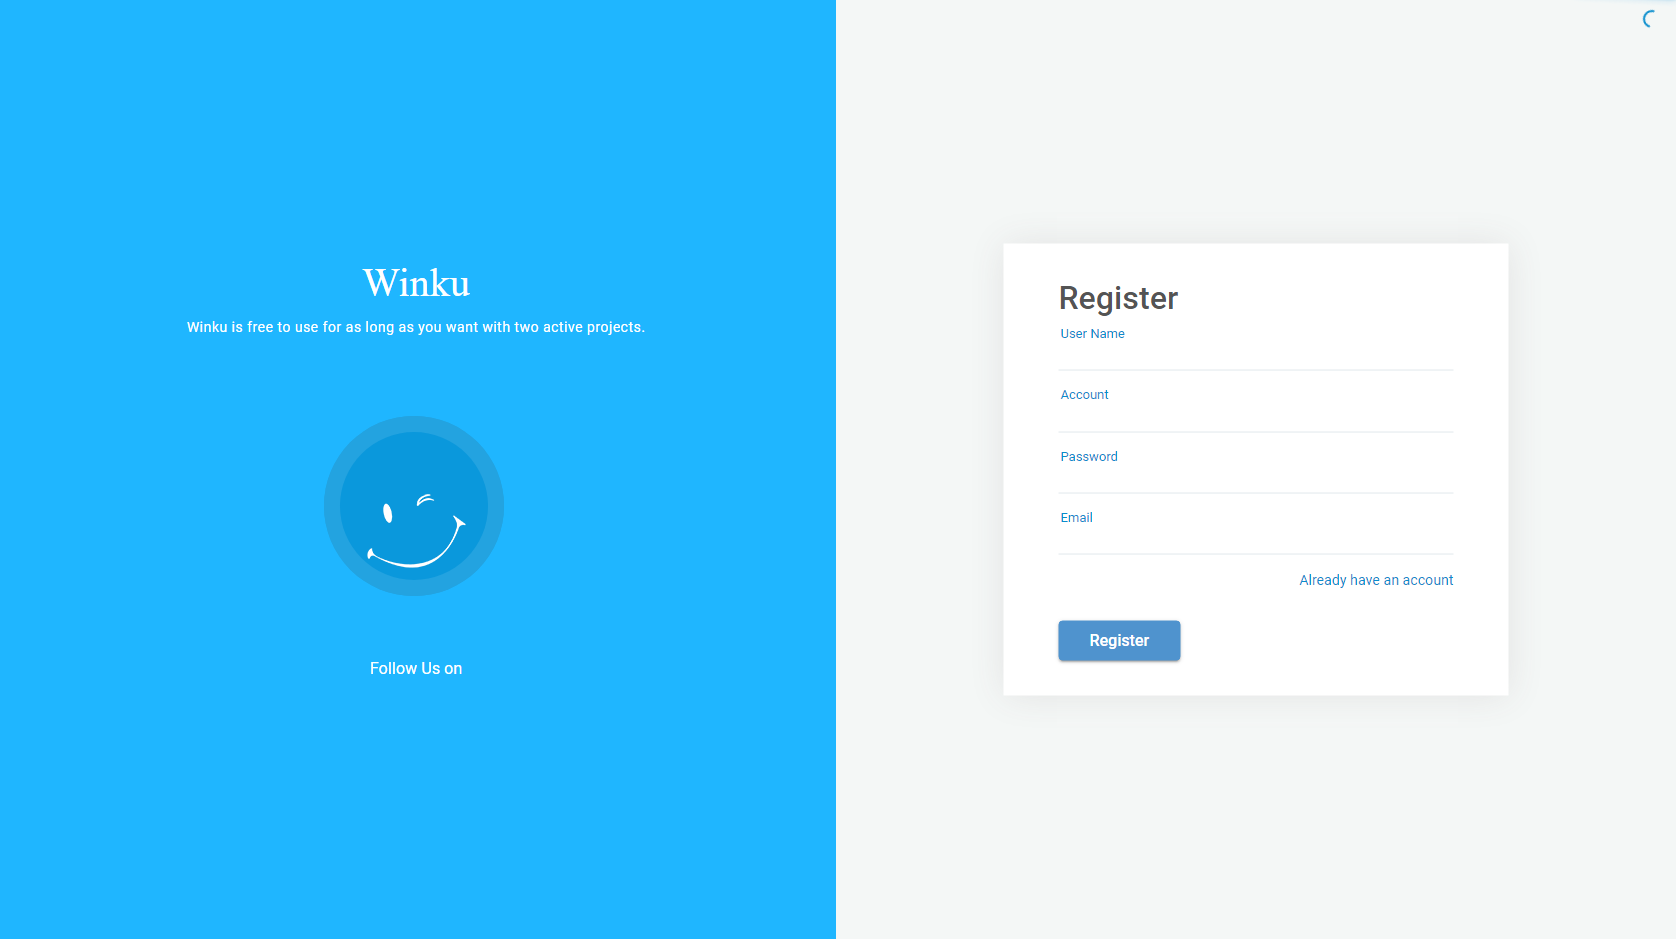 Winku
Winku is free to use for as long as you want with two active projects.
Follow Us on
Register
User Name
Account
Password
Email
Already have an account
Register